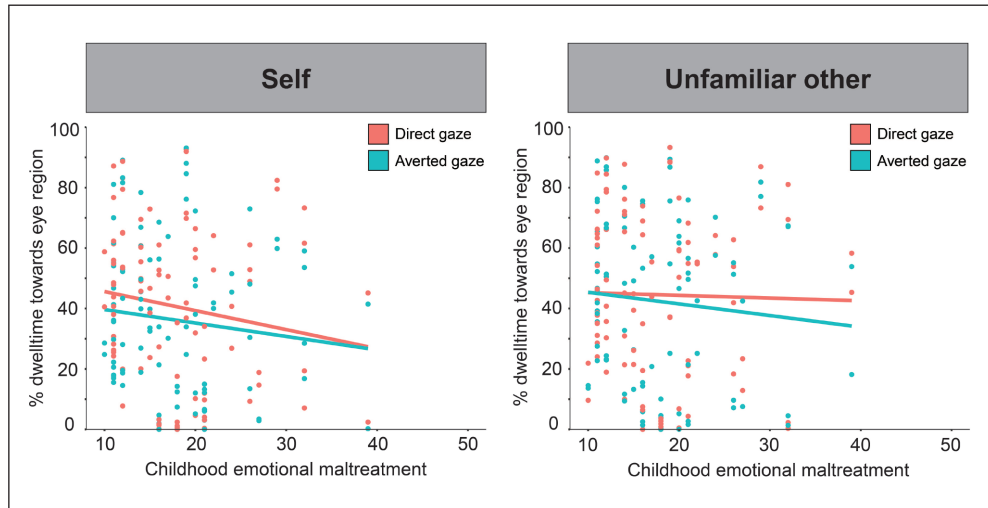 Self
Direct gaze
Averted gaze
% dwelltime towards eye region
100
80
60
40
20
0
10
20
30
40
50
Childhood emotional maltreatment
Unfamiliar other
Direct gaze
Averted gaze
% dwelltime towards eye region
100
80
60
40
20
0
10
20
30
40
50
Childhood emotional maltreatment